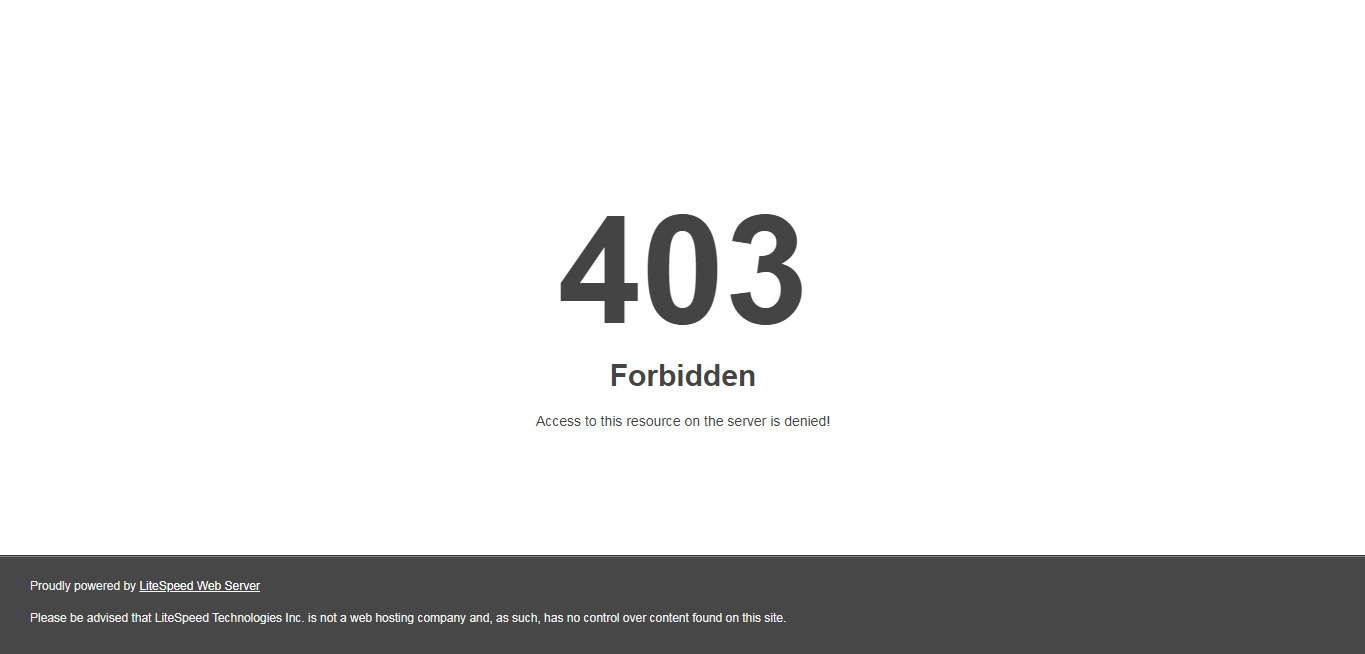 403
Forbidden
Access to this resource on the server is denied!
Proudly powered by LiteSpeed Web Server
Please be advised that LiteSpeed Technologies Inc. is not a web hosting company and, as such, has no control over content found on this site.